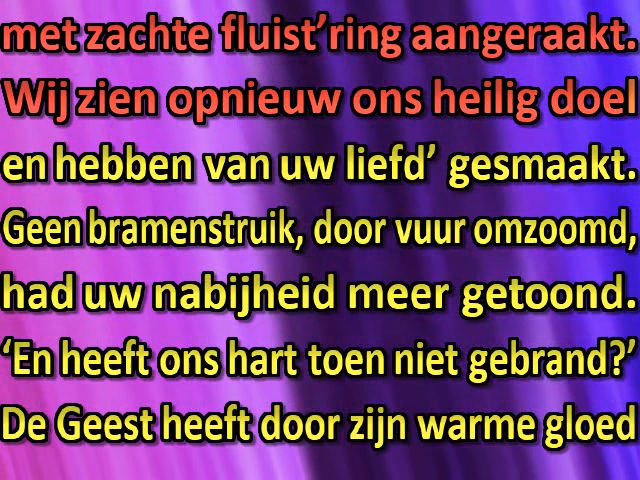 met zachte fluist’ring aangeraakt.
Wij zien opnieuw ons heilig doel
en hebben van uw liefd’ gesmaakt.
Geen bramenstruik, door vuur omzoomd,
had uw nabijheid meer getoond.
‘En heeft ons hart toen niet gebrand?’
De Geest heeft door zijn warme gloed